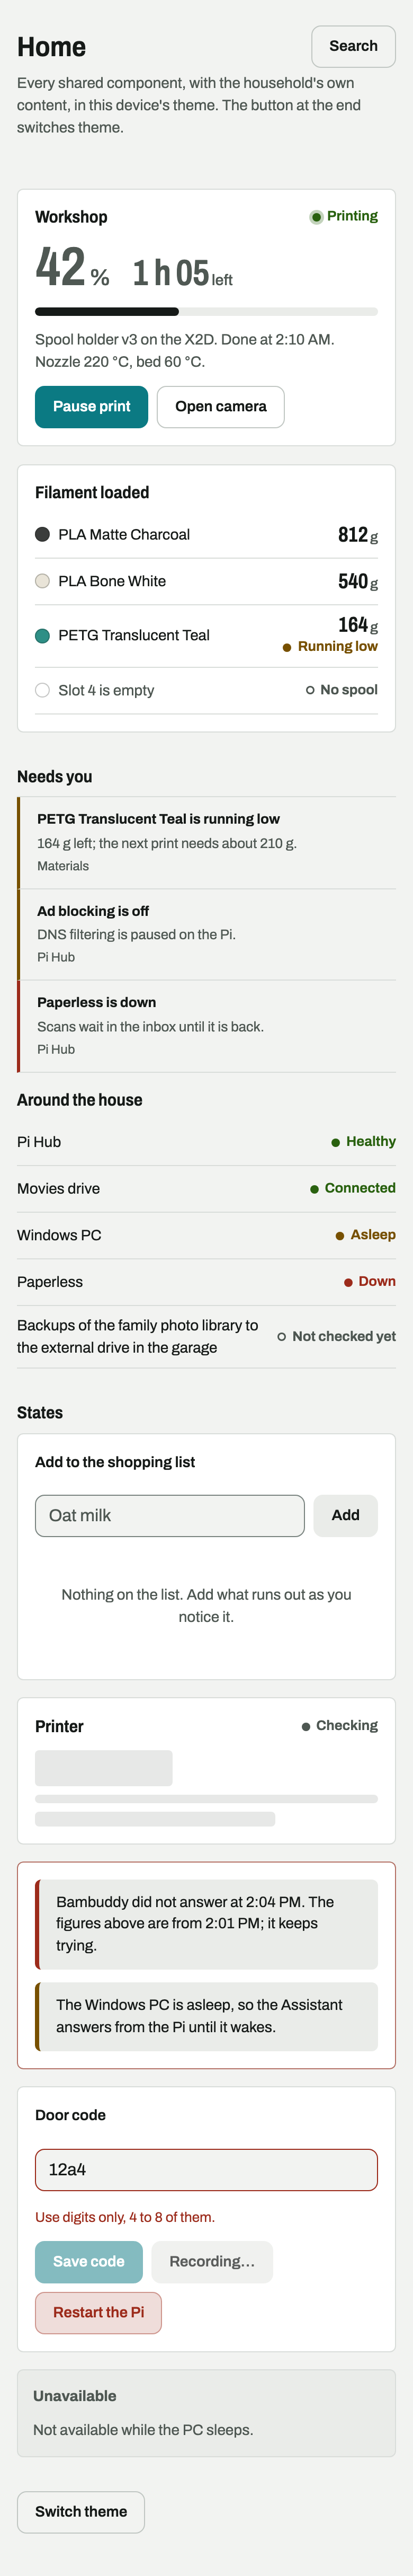 Home
Search
Every shared component, with the household's own
content, in this device's theme. The button at the end
switches theme.
Workshop
Printing
42 % 1 h 05 left
Spool holder v3 on the X2D. Done at 2:10 AM.
Nozzle 220 °C, bed 60 °C.
Pause print
Open camera
Filament loaded
PLA Matte Charcoal
812 g
PLA Bone White
540 g
PETG Translucent Teal
164 g
Running low
Slot 4 is empty
No spool
Needs you
PETG Translucent Teal is running low
164 g left; the next print needs about 210 g.
Materials
Ad blocking is off
DNS filtering is paused on the Pi.
Pi Hub
Paperless is down
Scans wait in the inbox until it is back.
Pi Hub
Around the house
Pi Hub
Healthy
Movies drive
Connected
Windows PC
Asleep
Paperless
Down
Backups of the family photo library to
the external drive in the garage
Not checked yet
States
Add to the shopping list
Oat milk
Add
Nothing on the list. Add what runs out as you
notice it.
Printer
Checking
Bambuddy did not answer at 2:04 PM. The
figures above are from 2:01 PM; it keeps
trying.
The Windows PC is asleep, so the Assistant
answers from the Pi until it wakes.
Door code
12a4
Use digits only, 4 to 8 of them.
Save code
Recording…
Restart the Pi
Unavailable
Not available while the PC sleeps.
Switch theme